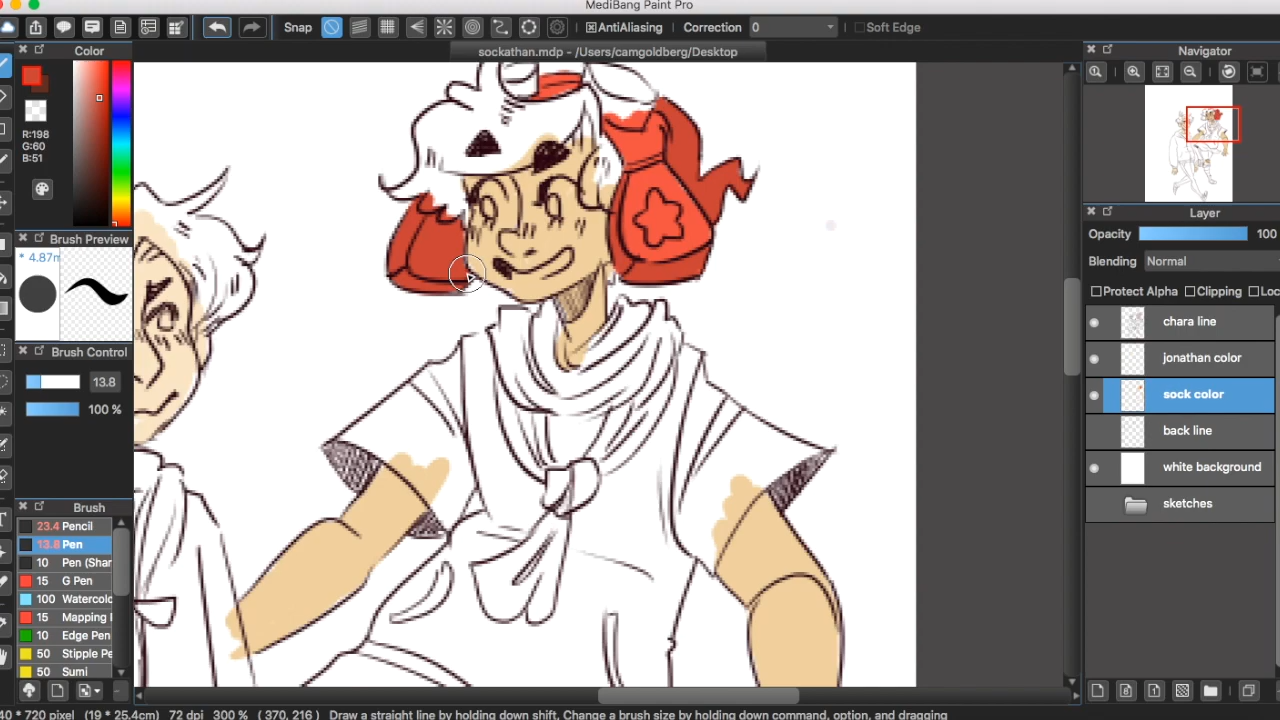 MediBang Paint Pro
Snap
AntiAliasing
Correction
0
Soft Edge
Color
sockathan.mdp - /Users/camgoldberg/Desktop
Navigator
R:198
G:60
B:51
Brush Preview
* 4.87m
Brush Control
13.8
100 %
Layer
Opacity
100
Blending
Normal
Protect Alpha
Clipping
Loc
chara line
jonathan color
sock color
back line
white background
sketches
Brush
23.4 Pencil
13.8 Pen
10 Pen (Shar
15 G Pen
100 Watercolo
15 Mapping
10 Edge Pen
50 Stipple Pe
50 Sumi
40 * 720 pixel (19 * 25.4cm) 72 dpi 300 % ( 370, 216 ) Draw a straight line by holding down shift, Change a brush size by holding down command, option, and dragging